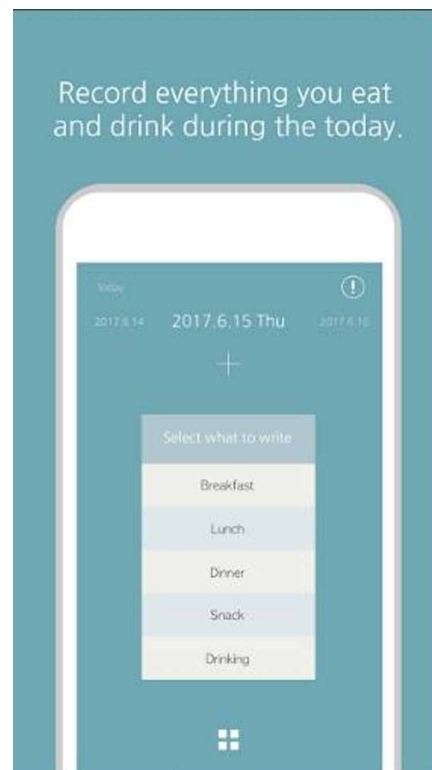 Record everything you eat
and drink during the today.
Today
2017.6.14 2017.6.15 Thu 2017.6.16
Select what to write
Breakfast
Lunch
Dinner
Snack
Drinking